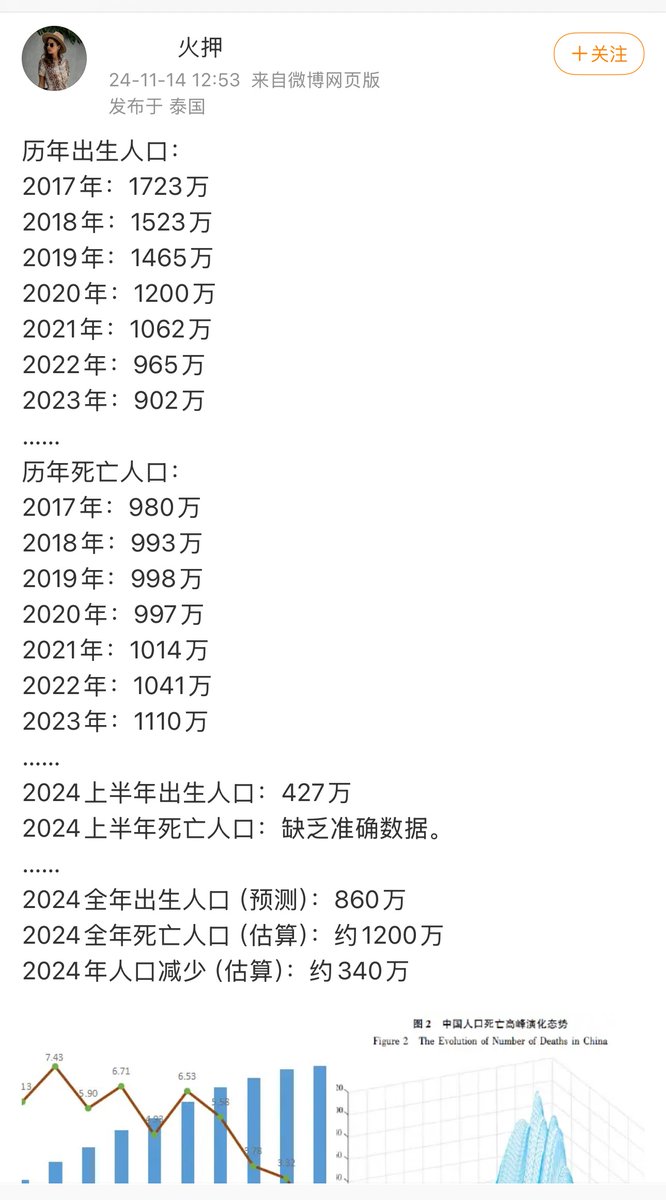 火押
+关注
24-11-14 12:53 来自微博网页版
发布于 泰国
历年出生人口：
2017年：1723万
2018年：1523万
2019年：1465万
2020年：1200万
2021年：1062万
2022年：965万
2023年：902万
......
历年死亡人口：
2017年：980万
2018年：993万
2019年：998万
2020年：997万
2021年：1014万
2022年：1041万
2023年：1110万
......
2024上半年出生人口：427万
2024上半年死亡人口：缺乏准确数据。
......
2024全年出生人口（预测）：860万
2024全年死亡人口（估算）：约1200万
2024年人口减少（估算）：约340万
图2 中国人口死亡高峰演化态势
Figure 2 The Evolution of Number of Deaths in China
7.43
5.90
6.71
4.93
6.53
5.58
3.78
3.32